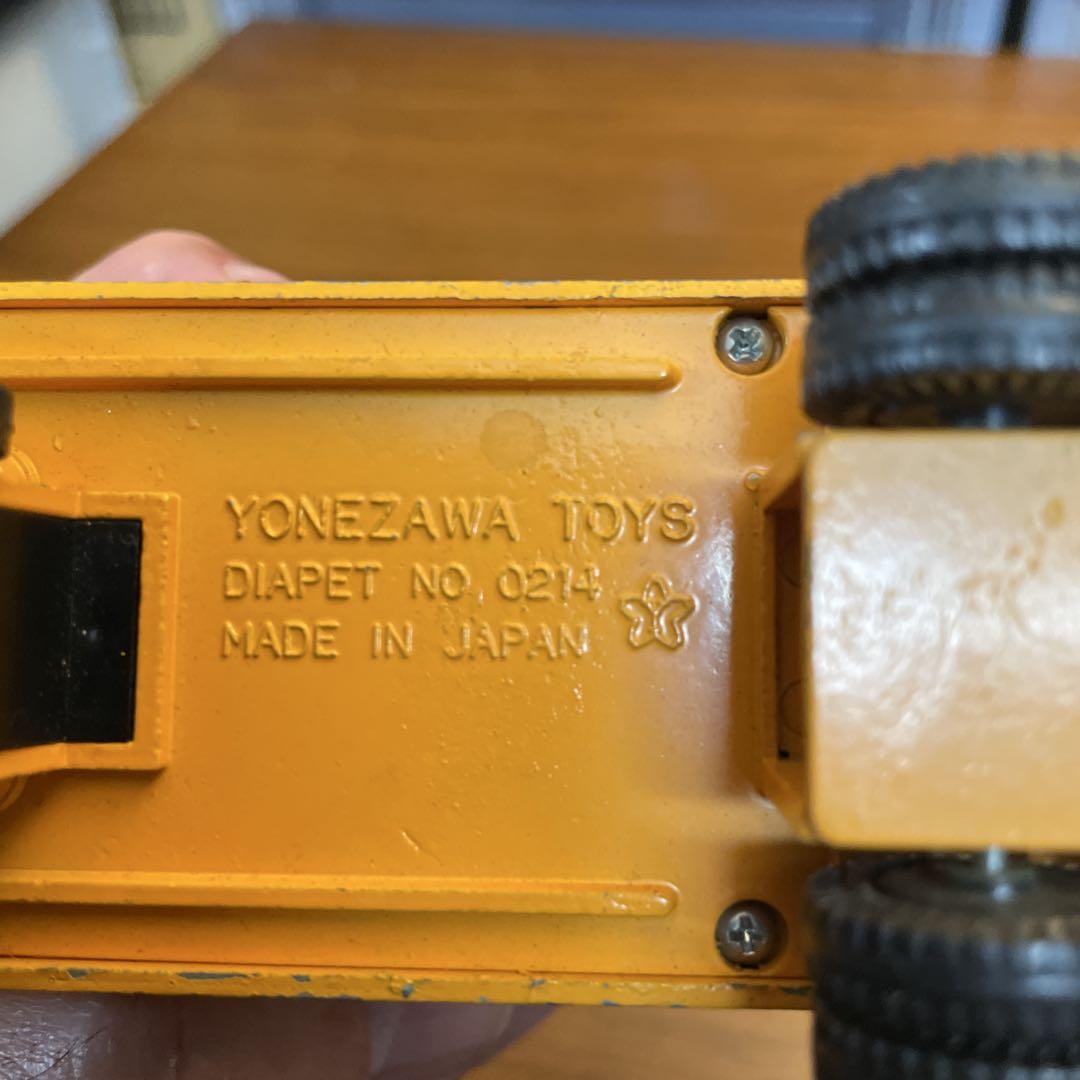 YONEZAWA TOYS
DIAPET NO. 0214
MADE IN JAPAN